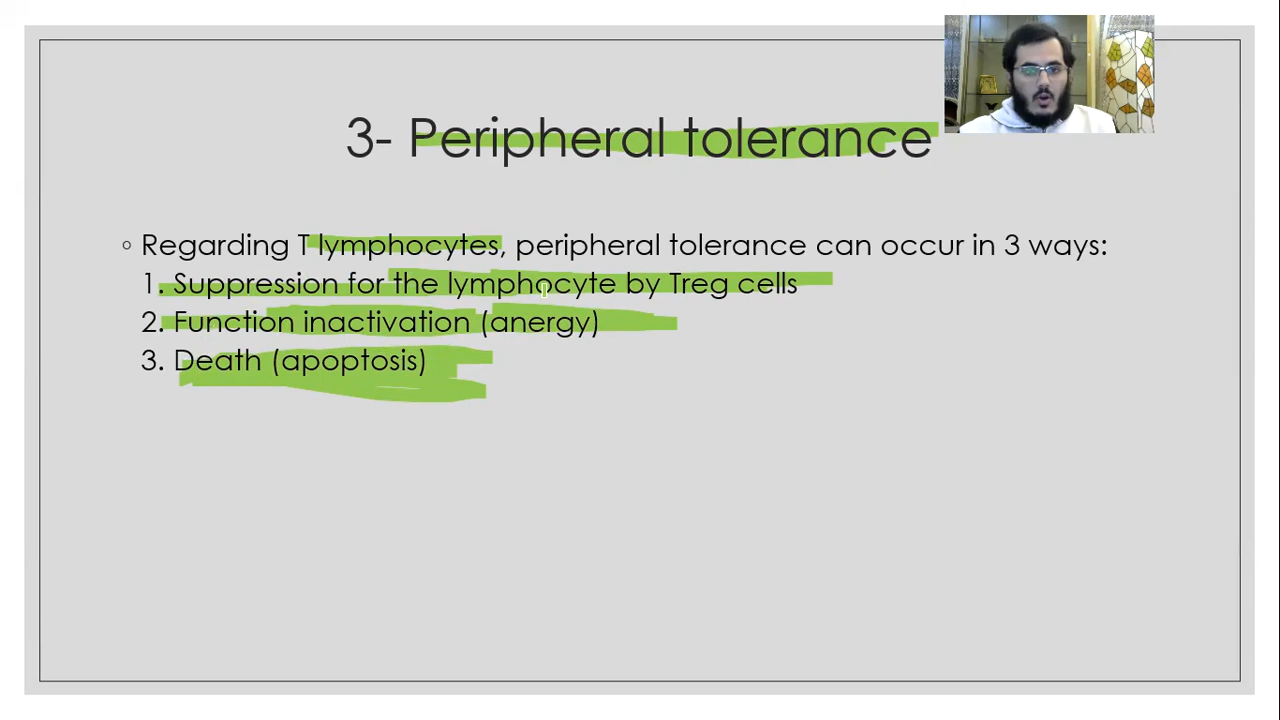 3- Peripheral tolerance
◦ Regarding T lymphocytes, peripheral tolerance can occur in 3 ways:
1. Suppression for the lymphocyte by Treg cells
2. Function inactivation (anergy)
3. Death (apoptosis)